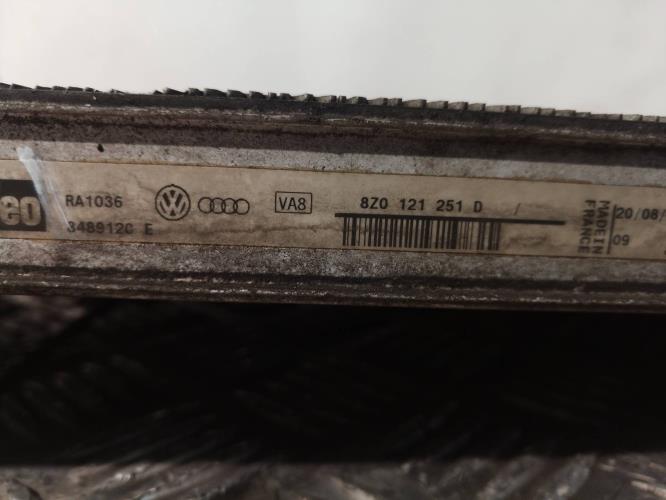 eo
RA1036
348912C E
VA8
8Z0 121 251 D
MADE IN
FRANCE
20/08/
09